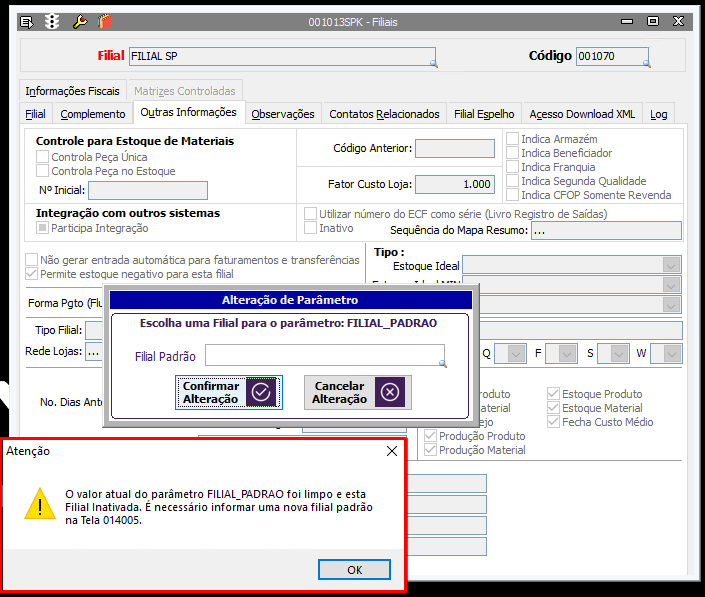 001013SPK - Filiais
Filial FILIAL SP Código 001070
Informações Fiscais Matrizes Controladas
Filial Complemento Outras Informações Observações Contatos Relacionados Filial Espelho Acesso Download XML Log
Controle para Estoque de Materiais
Controla Peça Única
Controla Peça no Estoque
Nº Inicial:
Código Anterior:
Fator Custo Loja: 1.000
Indica Armazém
Indica Beneficiador
Indica Franquia
Indica Segunda Qualidade
Indica CFOP Somente Revenda
Integração com outros sistemas
Participa Integração
Utilizar número do ECF como série (Livro Registro de Saídas)
Inativo Sequência do Mapa Resumo: ...
Não gerar entrada automática para faturamentos e transferências
Permite estoque negativo para esta filial
Tipo :
Estoque Ideal
Forma Pgto (Flu
Tipo Filial:
Rede Lojas: ...
Q F S W
No. Dias Ante
Alteração de Parâmetro
Escolha uma Filial para o parâmetro: FILIAL_PADRAO
Filial Padrão
Confirmar
Alteração
Cancelar
Alteração
roduto Estoque Produto
aterial Estoque Material
ejo Fecha Custo Médio
Produção Produto
Produção Material
Atenção
O valor atual do parâmetro FILIAL_PADRAO foi limpo e esta
Filial Inativada. É necessário informar uma nova filial padrão
na Tela 014005.
OK